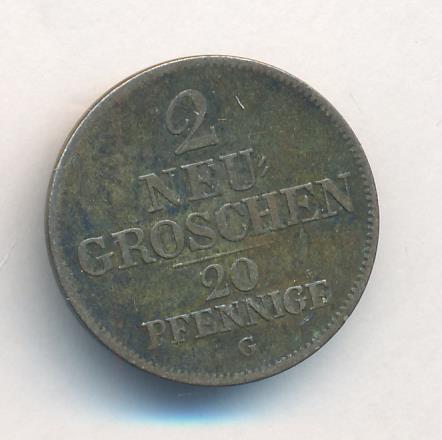 2
NEU-
GROSCHEN
20
PFENNIGE
G